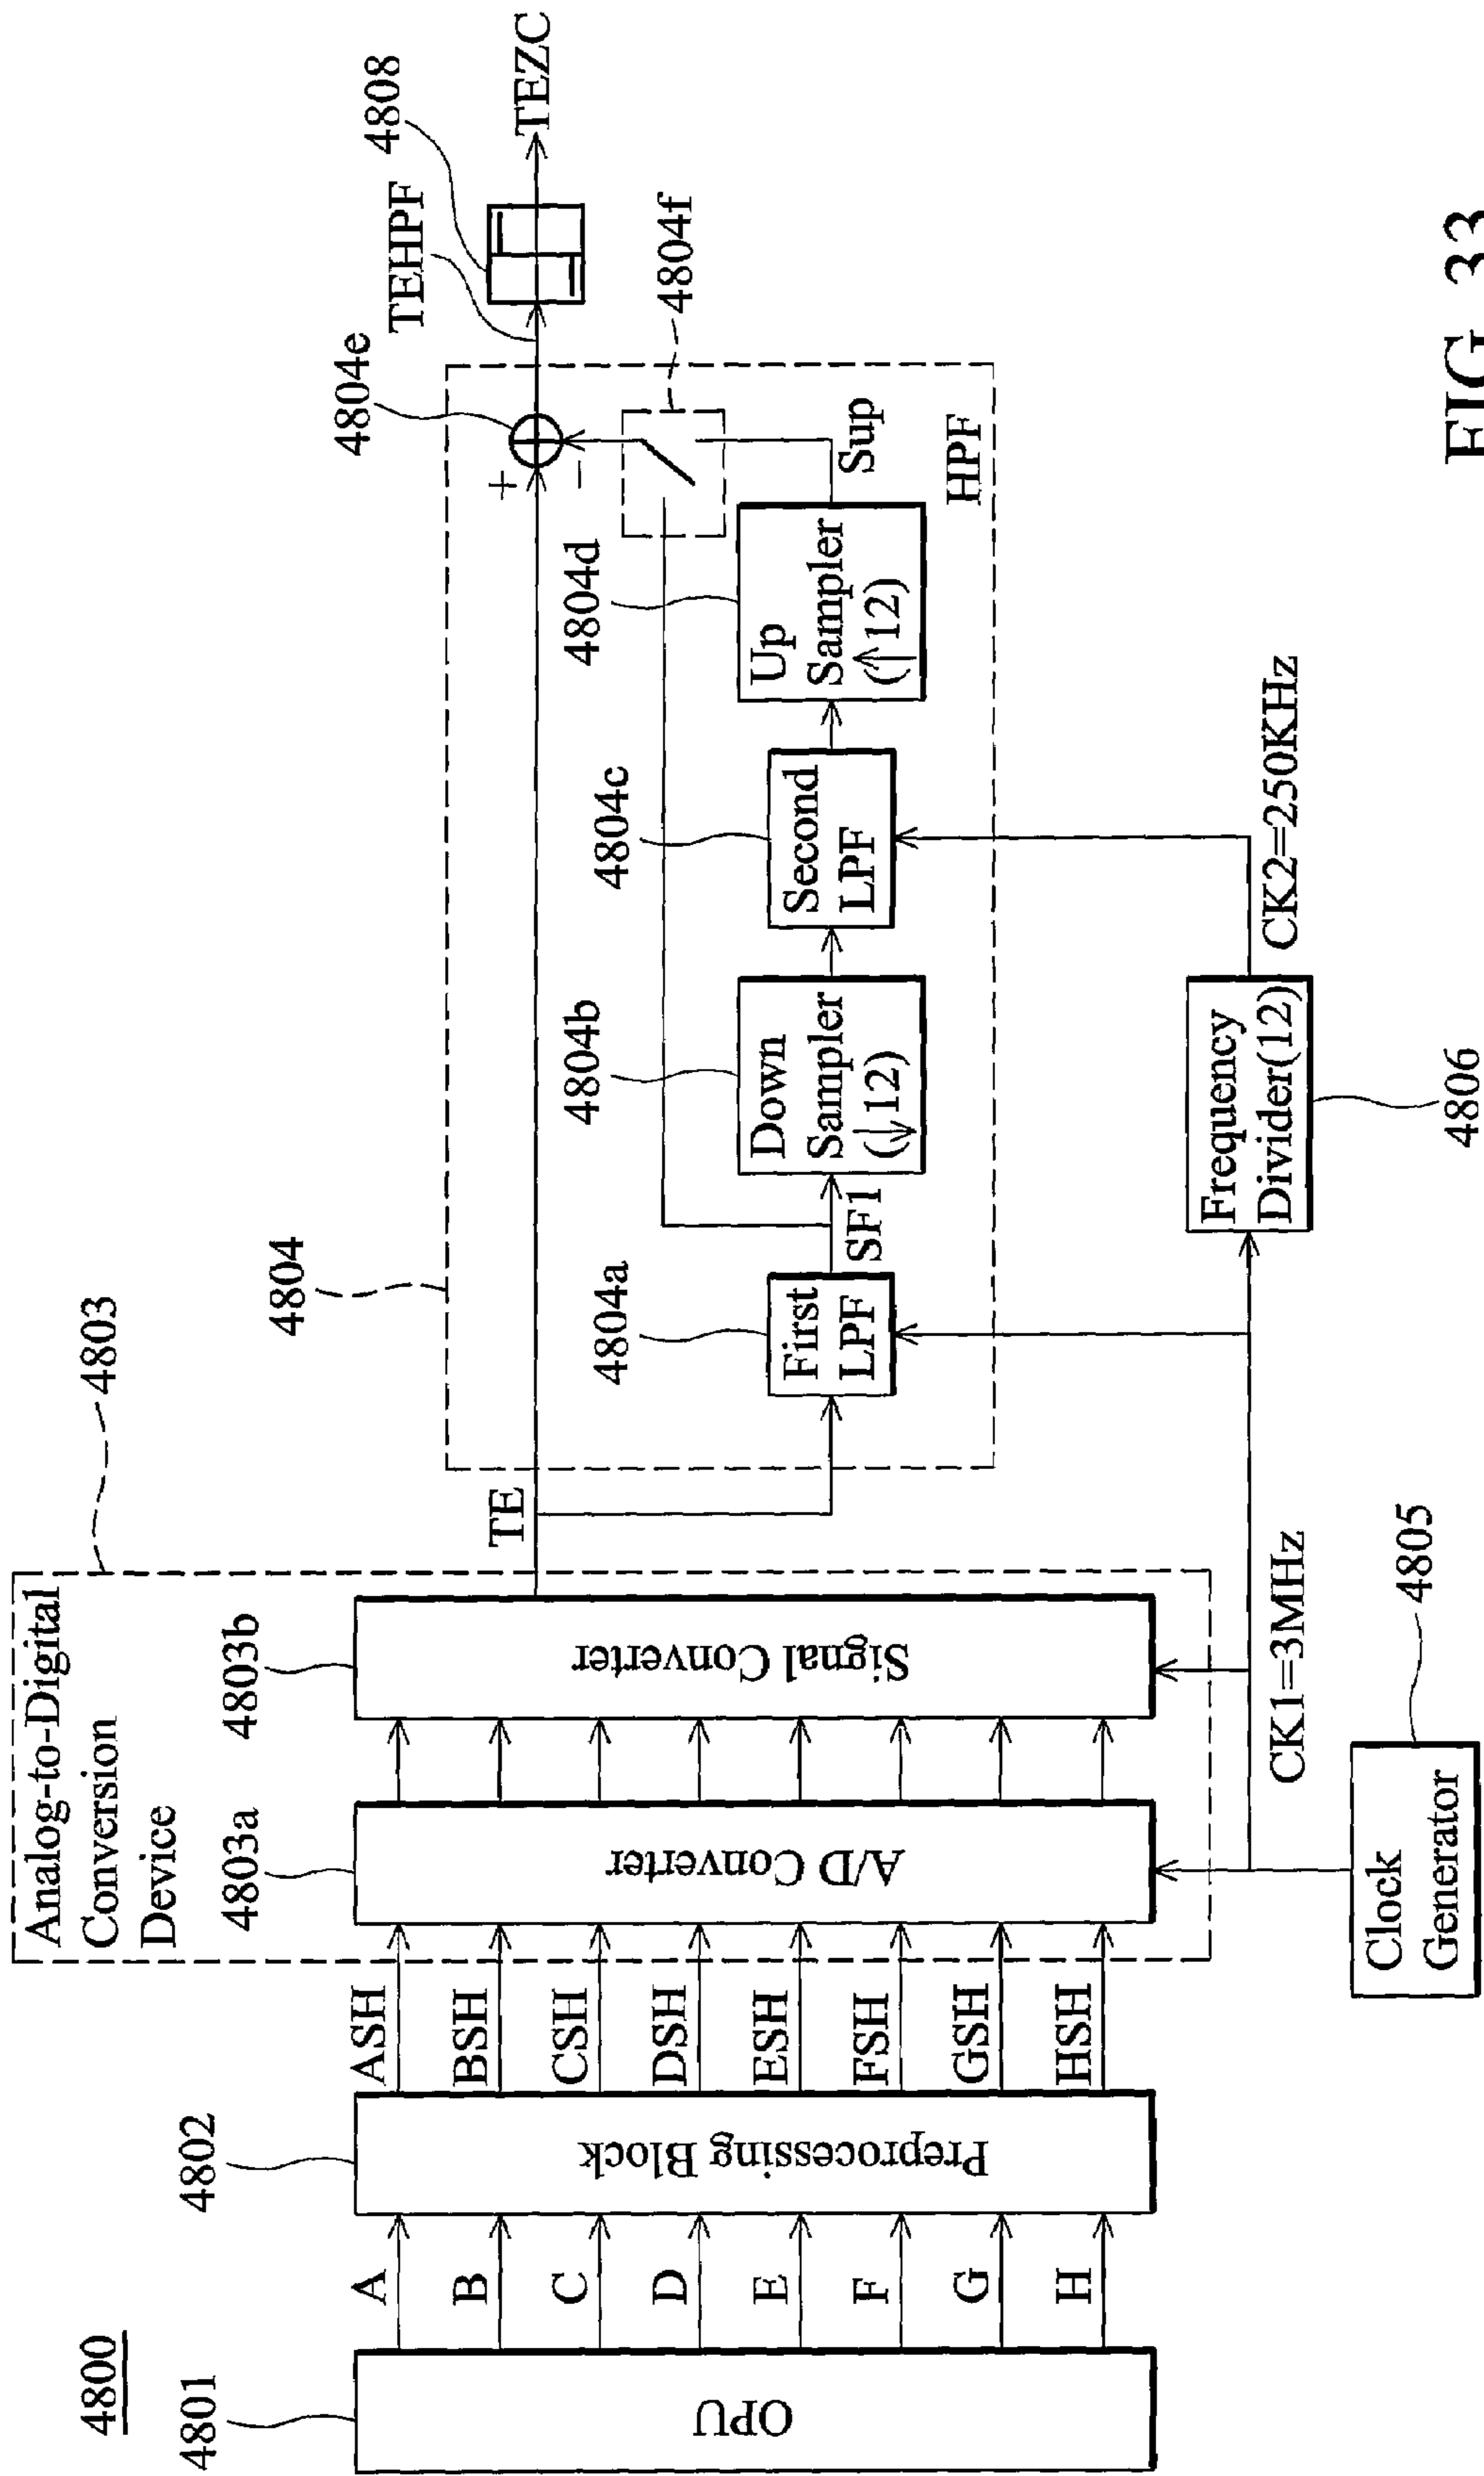 4800
4801
OPU
A
B
C
D
E
F
G
H
4802
Preprocessing Block
ASH
BSH
CSH
DSH
ESH
FSH
GSH
HSH
Analog-to-Digital
Conversion
Device
4803
4803a
A/D Converter
4803b
Signal Converter
Clock
Generator
4805
CK1=3MHz
TE
4804
4804a
First
LPF
SF1
4804b
Down
Sampler
(↓12)
4804c
Second
LPF
4804d
Up
Sampler
(↑12)
Sup
HPF
4804e
+
−
4804f
TEHPF
4808
TEZC
Frequency
Divider(12)
4806
CK2=250KHz
FIG. 33